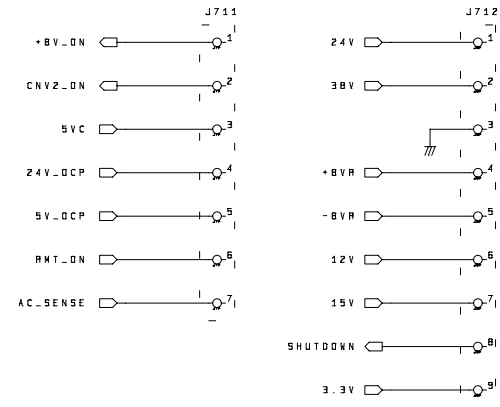 J711
+8V_ON 1
CNV2_ON 2
5VC 3
24V_OCP 4
5V_OCP 5
RMT_ON 6
AC_SENSE 7
J712
24V 1
38V 2
3
+8VA 4
-8VA 5
12V 6
15V 7
SHUTDOWN 8
3.3V 9